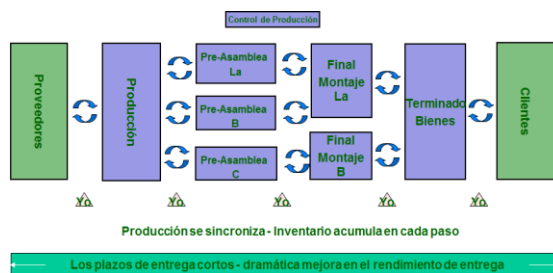 Control de Producción
Proveedores
Producción
Pre-Asamblea
La
Pre-Asamblea
B
Pre-Asamblea
C
Final
Montaje
La
Final
Montaje
B
Terminado
Bienes
Clientes
Yo
Yo
Yo
Yo
Yo
Producción se sincroniza - Inventario acumula en cada paso
Los plazos de entrega cortos - dramática mejora en el rendimiento de entrega